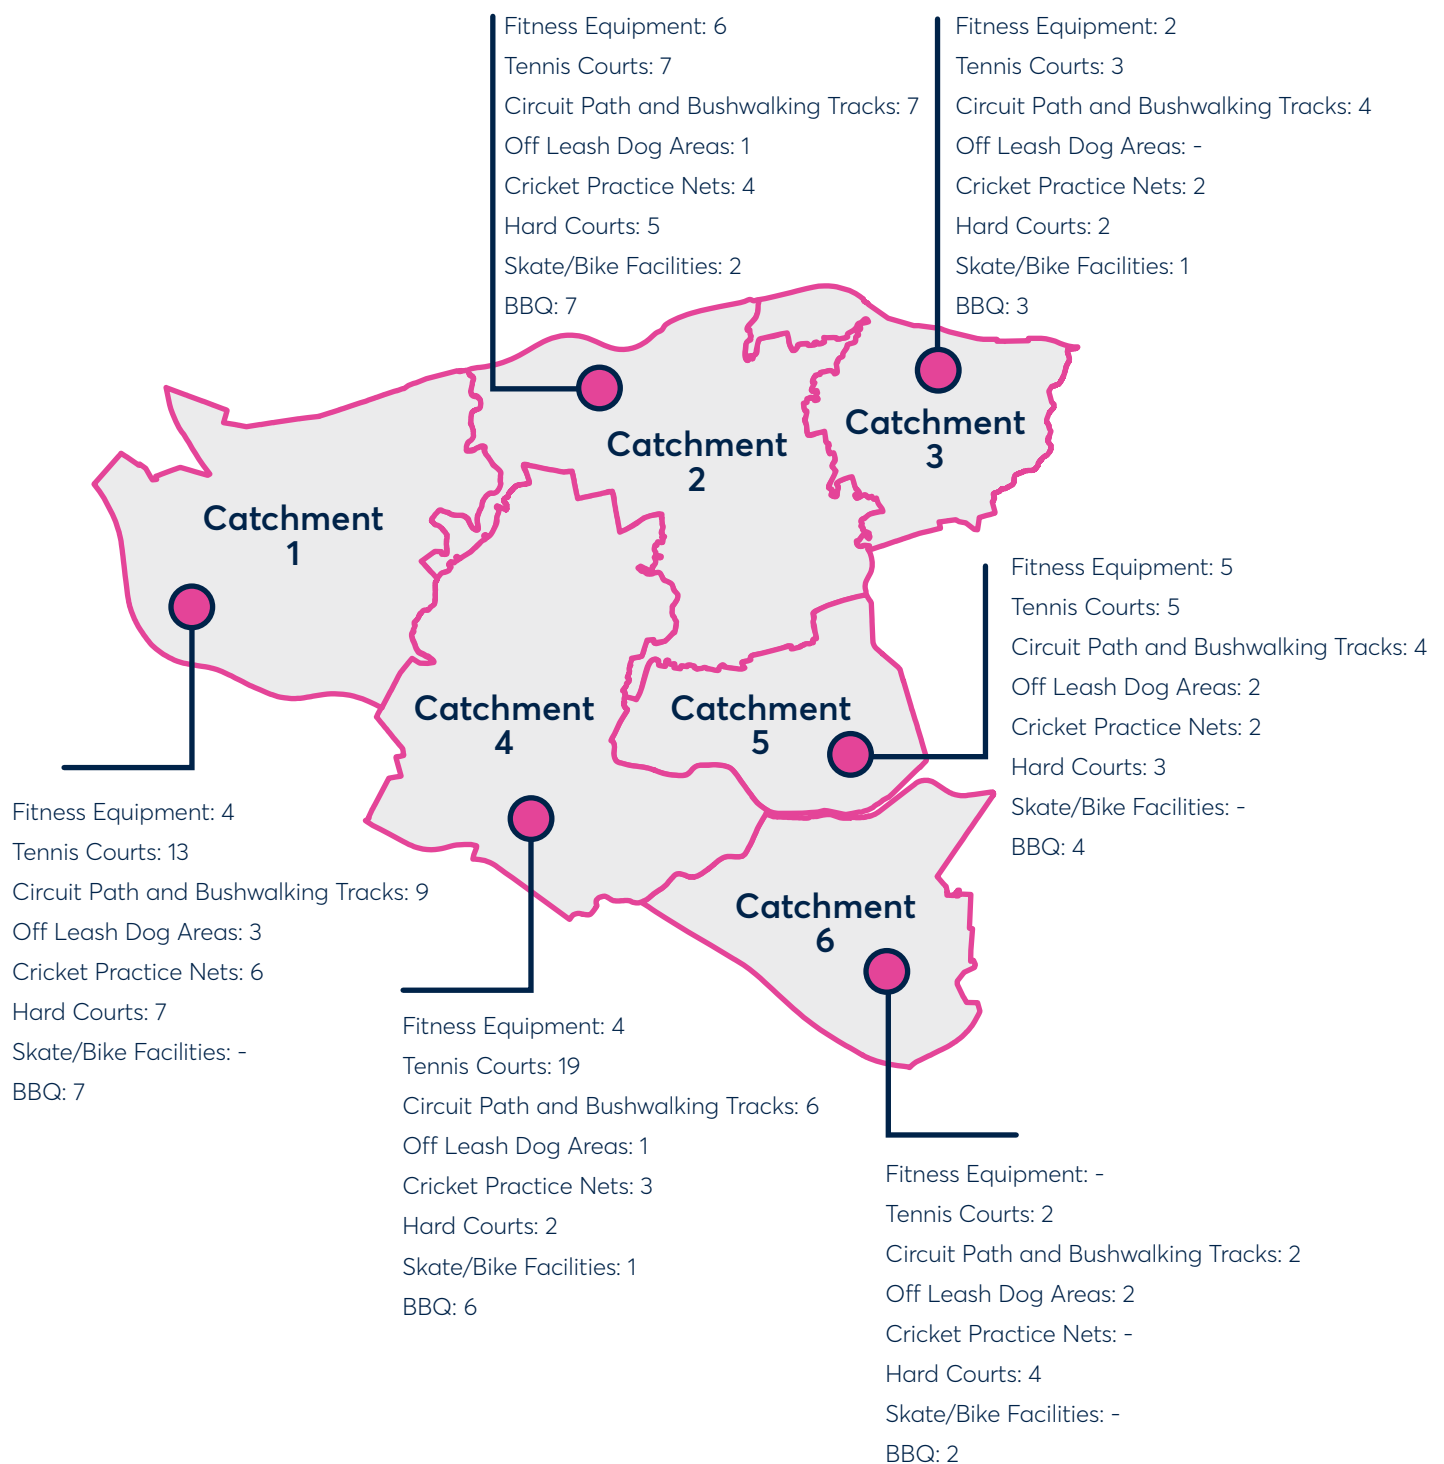 Fitness Equipment: 6
Tennis Courts: 7
Circuit Path and Bushwalking Tracks: 7
Off Leash Dog Areas: 1
Cricket Practice Nets: 4
Hard Courts: 5
Skate/Bike Facilities: 2
BBQ: 7
Fitness Equipment: 2
Tennis Courts: 3
Circuit Path and Bushwalking Tracks: 4
Off Leash Dog Areas: -
Cricket Practice Nets: 2
Hard Courts: 2
Skate/Bike Facilities: 1
BBQ: 3
Catchment
3
Catchment
2
Catchment
1
Fitness Equipment: 5
Tennis Courts: 5
Circuit Path and Bushwalking Tracks: 4
Off Leash Dog Areas: 2
Cricket Practice Nets: 2
Hard Courts: 3
Skate/Bike Facilities: -
BBQ: 4
Catchment
4
Catchment
5
Fitness Equipment: 4
Tennis Courts: 13
Circuit Path and Bushwalking Tracks: 9
Off Leash Dog Areas: 3
Cricket Practice Nets: 6
Hard Courts: 7
Skate/Bike Facilities: -
BBQ: 7
Catchment
6
Fitness Equipment: 4
Tennis Courts: 19
Circuit Path and Bushwalking Tracks: 6
Off Leash Dog Areas: 1
Cricket Practice Nets: 3
Hard Courts: 2
Skate/Bike Facilities: 1
BBQ: 6
Fitness Equipment: -
Tennis Courts: 2
Circuit Path and Bushwalking Tracks: 2
Off Leash Dog Areas: 2
Cricket Practice Nets: -
Hard Courts: 4
Skate/Bike Facilities: -
BBQ: 2